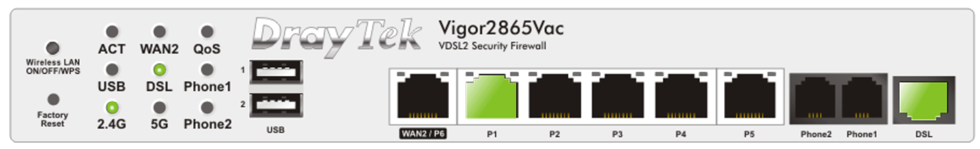 DrayTek
Vigor2865Vac
VDSL2 Security Firewall
Wireless LAN
ON/OFF/WPS
Factory
Reset
ACT WAN2 QoS
USB DSL Phone1
2.4G 5G Phone2
1
2
USB
WAN2 / P6 P1 P2 P3 P4 P5 Phone2 Phone1 DSL